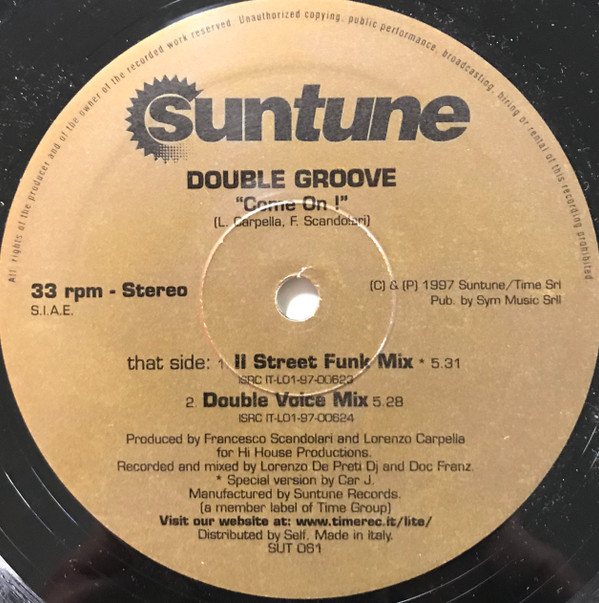 All rights of the producer and of the owner of the recorded work reserved. Unauthorized copying, public performance, broadcasting, hiring or rental of this recording prohibited
suntune
DOUBLE GROOVE
"Come On !"
(L. Carpella, F. Scandolari)
33 rpm - Stereo
S.I.A.E.
(C) & (P) 1997 Suntune/Time Srl
Pub. by Sym Music Srll
that side: 1. II Street Funk Mix * 5.31
ISRC IT-L01-97-00623
2. Double Voice Mix 5.28
ISRC IT-L01-97-00624
Produced by Francesco Scandolari and Lorenzo Carpella
for Hi House Productions.
Recorded and mixed by Lorenzo De Preti Dj and Doc Franz.
* Special version by Car J.
Manufactured by Suntune Records.
(a member label of Time Group)
Visit our website at: www.timerec.it/lite/
Distributed by Self. Made in Italy.
SUT 061